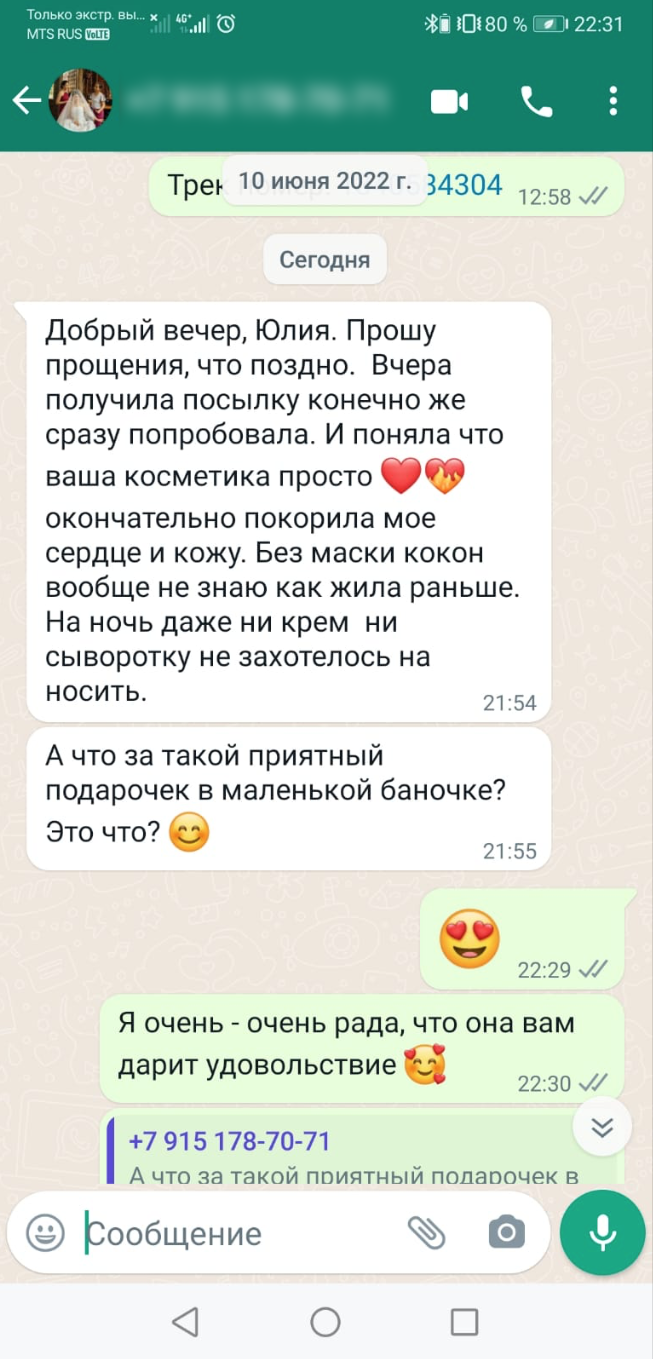 Только экстр. вы...
MTS RUS VoLTE
4G+
80 %
22:31
10 июня 2022 г.
Трек 34304
12:58
Сегодня
Добрый вечер, Юлия. Прошу
прощения, что поздно. Вчера
получила посылку конечно же
сразу попробовала. И поняла что
ваша косметика просто ❤️❤️‍🔥
окончательно покорила мое
сердце и кожу. Без маски кокон
вообще не знаю как жила раньше.
На ночь даже ни крем ни
сыворотку не захотелось на
носить.
21:54
А что за такой приятный
подарочек в маленькой баночке?
Это что? 😊
21:55
😍
22:29
Я очень - очень рада, что она вам
дарит удовольствие 🥰
22:30
+7 915 178-70-71
А что за такой приятный подарочек в
Сообщение